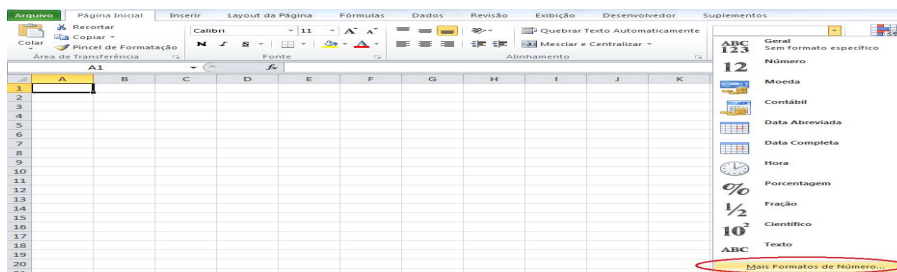 Arquivo Página Inicial Inserir Layout da Página Fórmulas Dados Revisão Exibição Desenvolvedor Suplementos
Colar
Recortar
Copiar
Pincel de Formatação
Área de Transferência
Calibri 11
N I S
Fonte
Quebrar Texto Automaticamente
Mesclar e Centralizar
Alinhamento
A1 fx
A B C D E F G H I J K
1
2
3
4
5
6
7
8
9
10
11
12
13
14
15
16
17
18
19
20
ABC 123 Geral
Sem formato específico
12 Número
Moeda
Contábil
Data Abreviada
Data Completa
Hora
% Porcentagem
1/2 Fração
10² Científico
ABC Texto
Mais Formatos de Número...